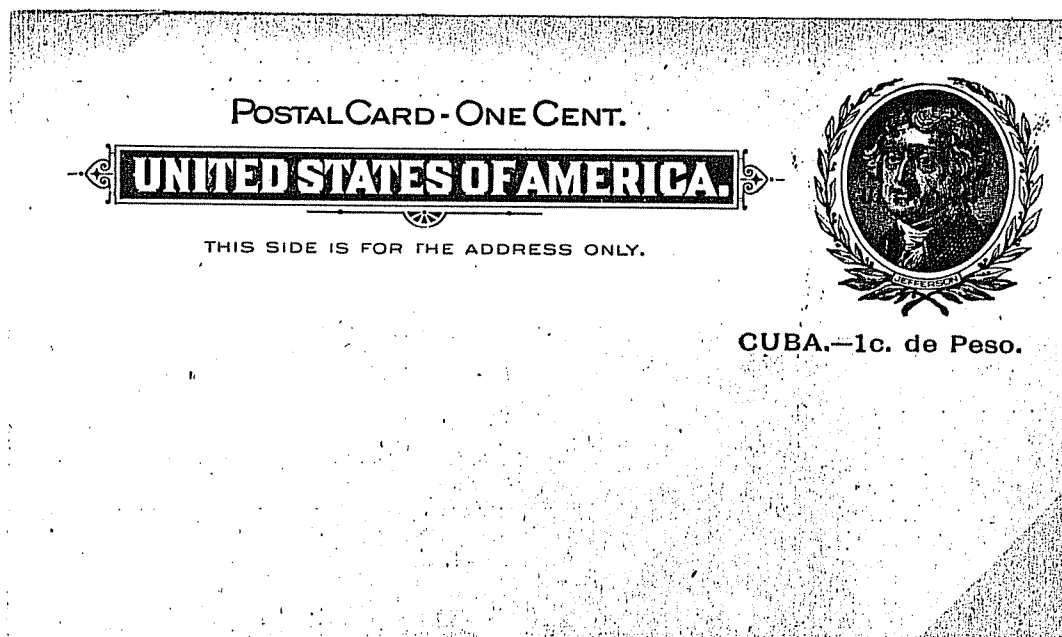 POSTAL CARD - ONE CENT.
UNITED STATES OF AMERICA.
THIS SIDE IS FOR THE ADDRESS ONLY.
JEFFERSON
CUBA.—1c. de Peso.